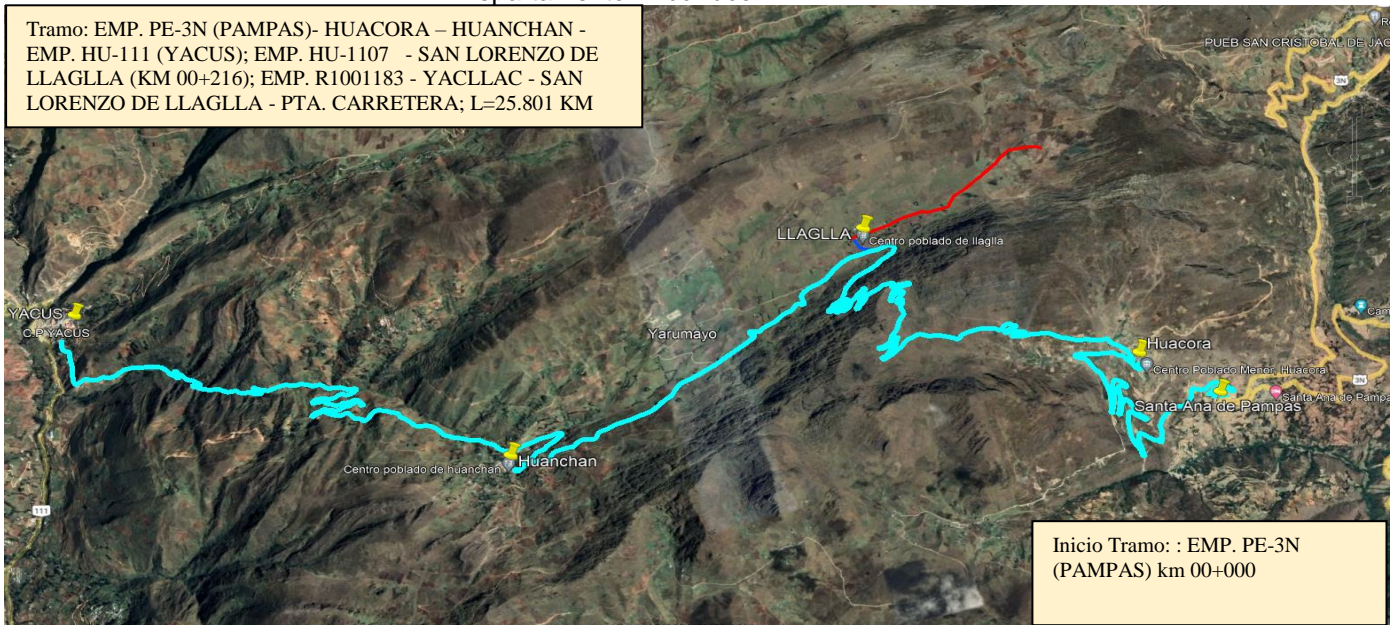 Tramo: EMP. PE-3N (PAMPAS)- HUACORA – HUANCHAN -
EMP. HU-111 (YACUS); EMP. HU-1107 - SAN LORENZO DE
LLAGLLA (KM 00+216); EMP. R1001183 - YACLLAC - SAN
LORENZO DE LLAGLLA - PTA. CARRETERA; L=25.801 KM
PUEB SAN CRISTOBAL DE JAC
3N
LLAGLLA
Centro poblado de llaglla
YACUS
C.P YACUS
Yarumayo
Huacora
Centro Poblado Menor, Huacora
3N
Santa Ana de Pampas
Santa Ana de Pampas
Huanchan
Centro poblado de huanchan
111
Inicio Tramo: : EMP. PE-3N
(PAMPAS) km 00+000